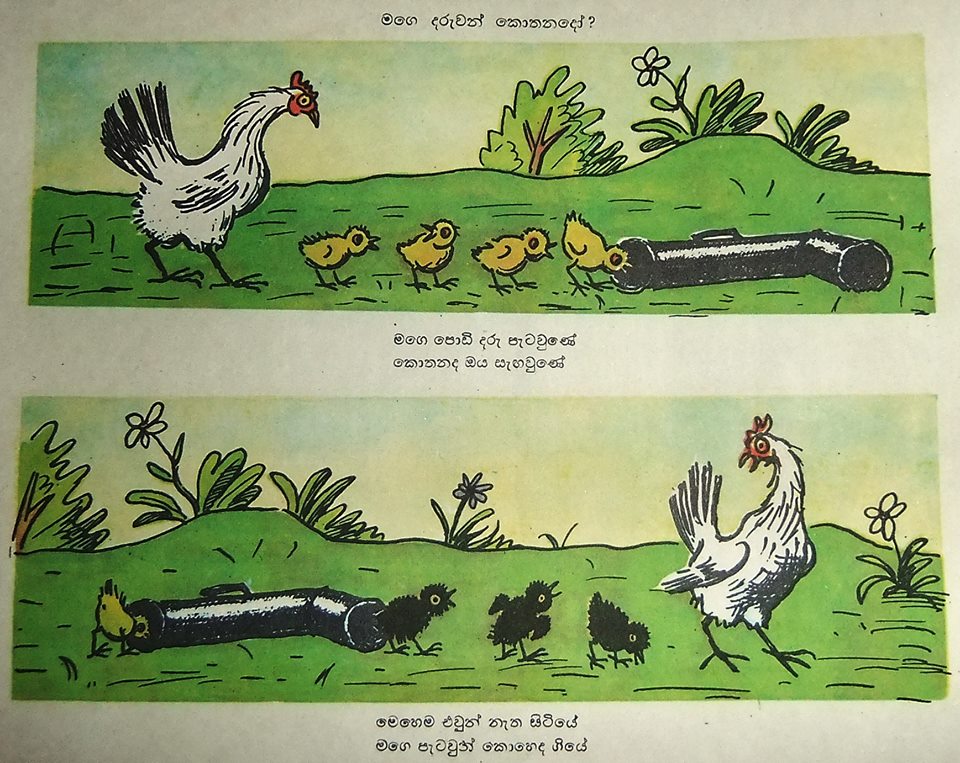 මගෙ දරුවන් කොතනදෝ?
මගෙ පොඩි දරු පැටවුණේ
කොතනද ඔය සැඟවුණේ
මෙහෙම එවුන් නැත සිටියේ
මගෙ පැටවුන් කොහෙද ගියේ